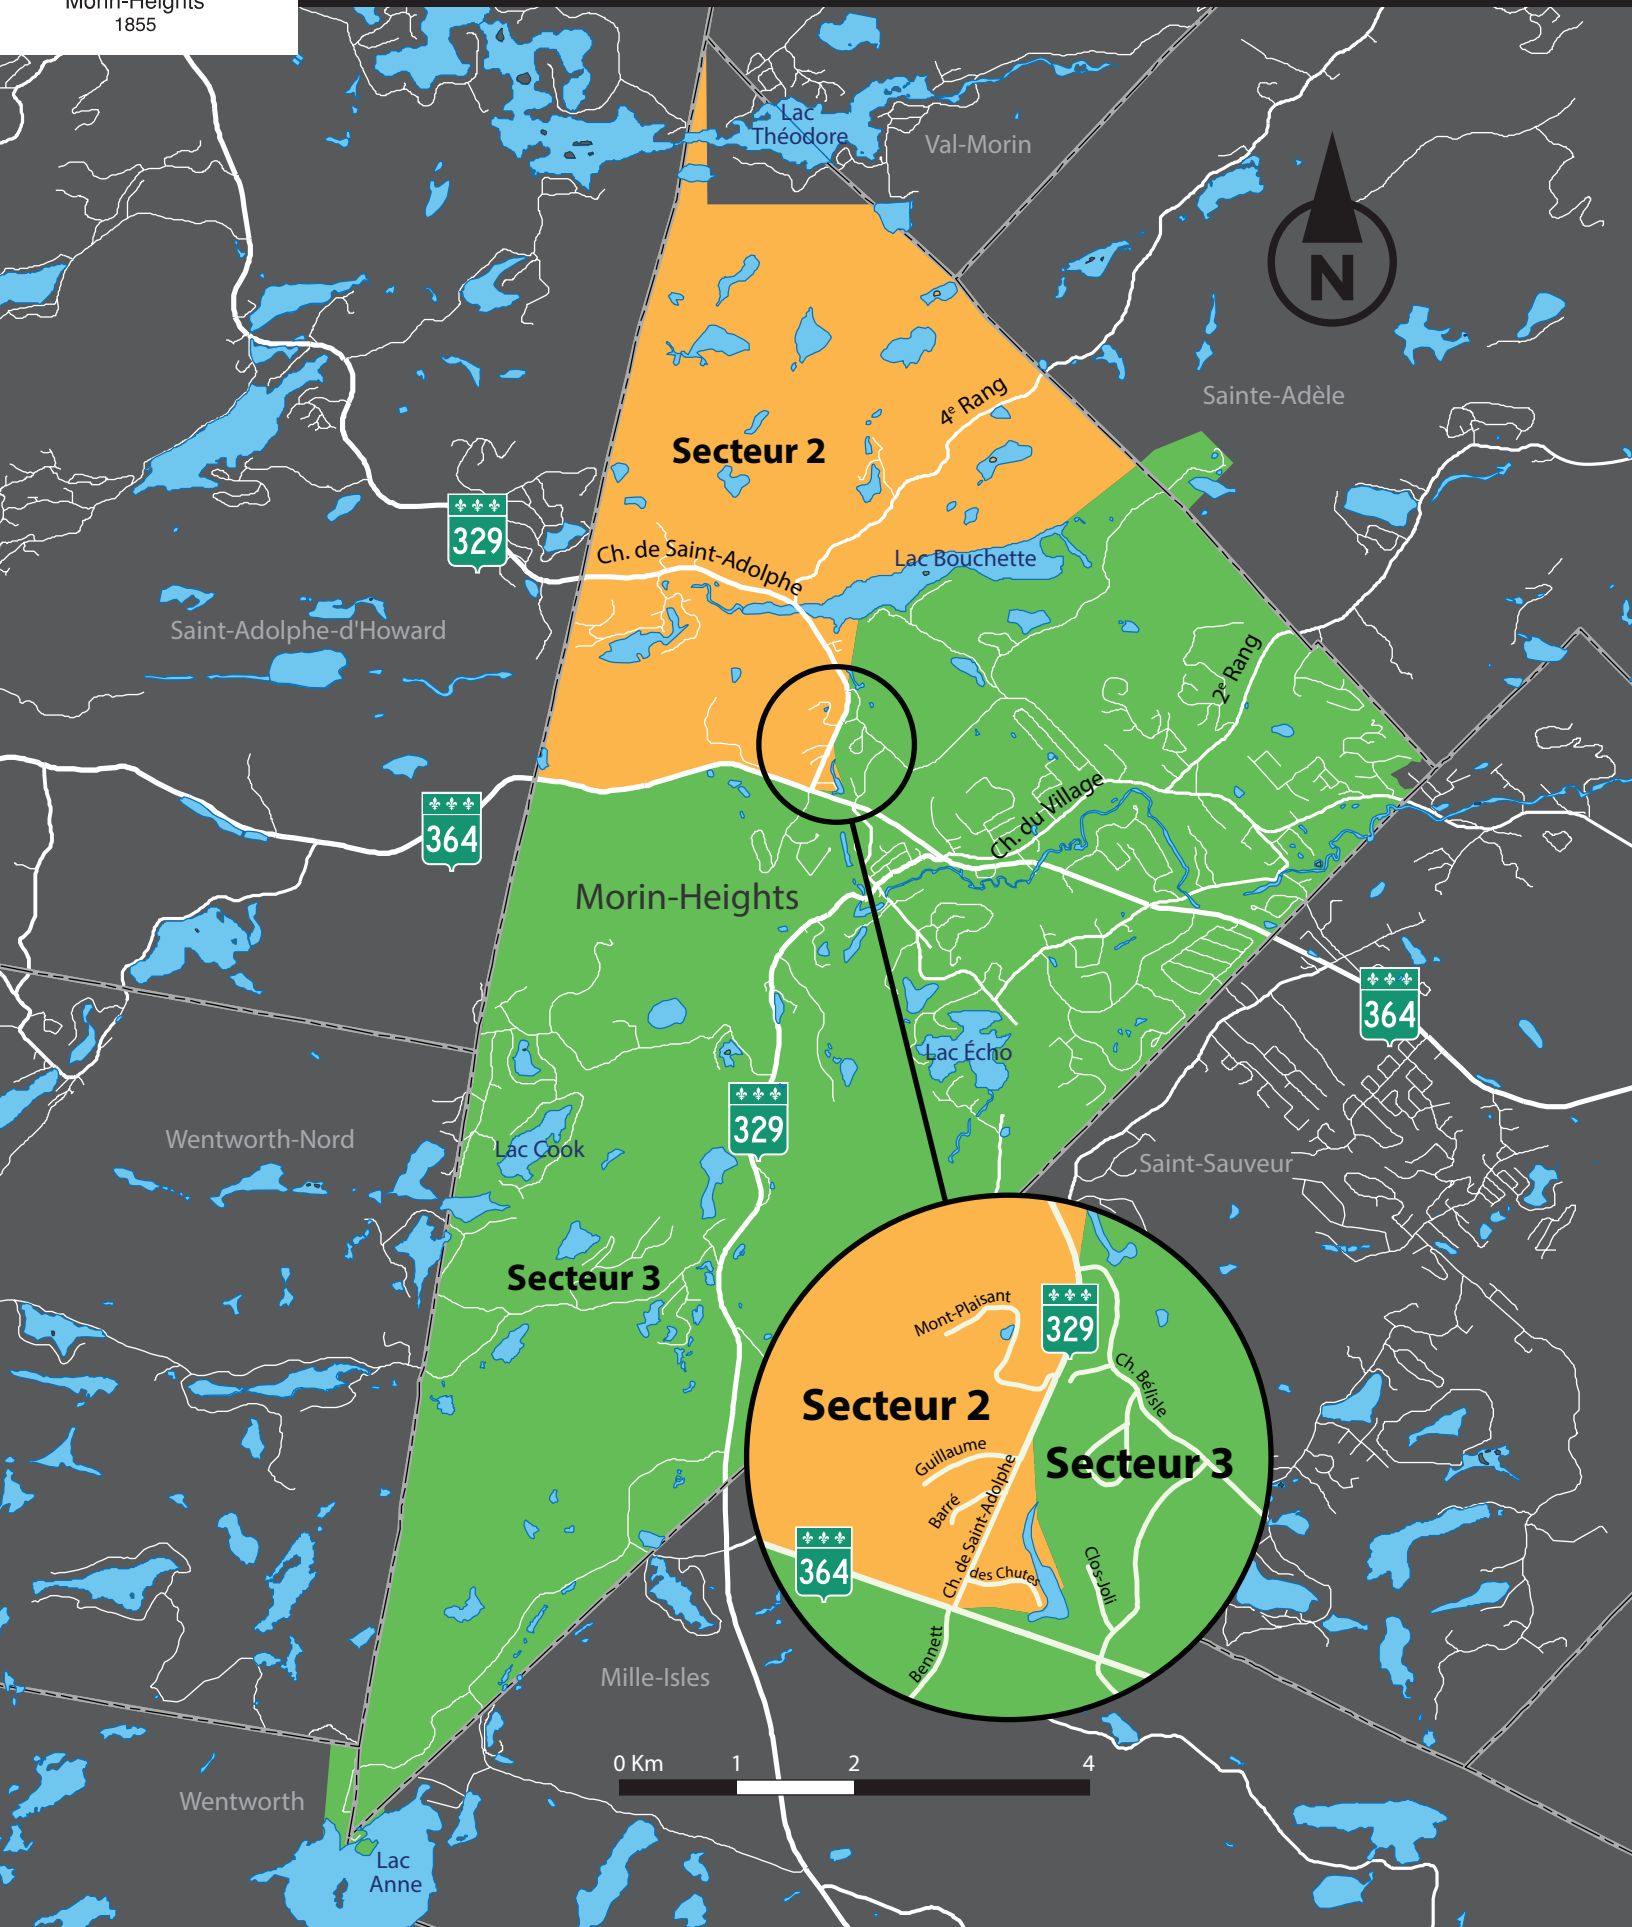 Morin-Heights
1855
Lac
Théodore
Val-Morin
N
Sainte-Adèle
4e Rang
Secteur 2
329
Ch. de Saint-Adolphe
Lac Bouchette
Saint-Adolphe-d'Howard
2e Rang
364
Ch. du Village
Morin-Heights
364
Lac Écho
329
Wentworth-Nord
Lac Cook
Saint-Sauveur
Secteur 3
Mont-Plaisant
329
Ch. Bélisle
Secteur 2
Guillaume
Secteur 3
Barré
Ch. de Saint-Adolphe
364
des Chutes
Clos-Joli
Bennett
Mille-Isles
0 Km 1 2 4
Wentworth
Lac
Anne